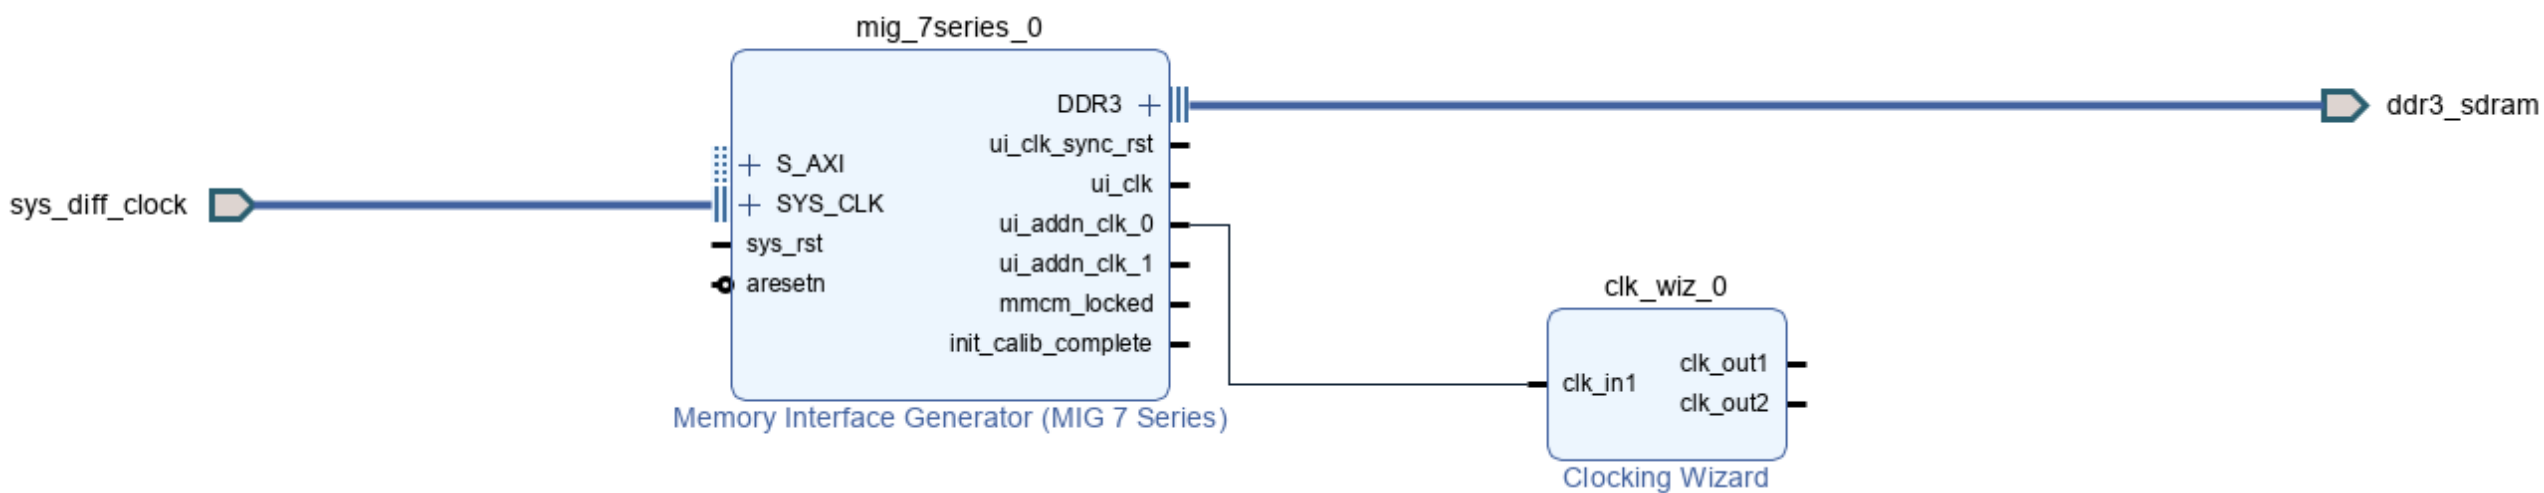 mig_7series_0
DDR3
ddr3_sdram
ui_clk_sync_rst
S_AXI
ui_clk
sys_diff_clock
SYS_CLK
ui_addn_clk_0
sys_rst
ui_addn_clk_1
aresetn
mmcm_locked
init_calib_complete
Memory Interface Generator (MIG 7 Series)
clk_wiz_0
clk_out1
clk_in1
clk_out2
Clocking Wizard